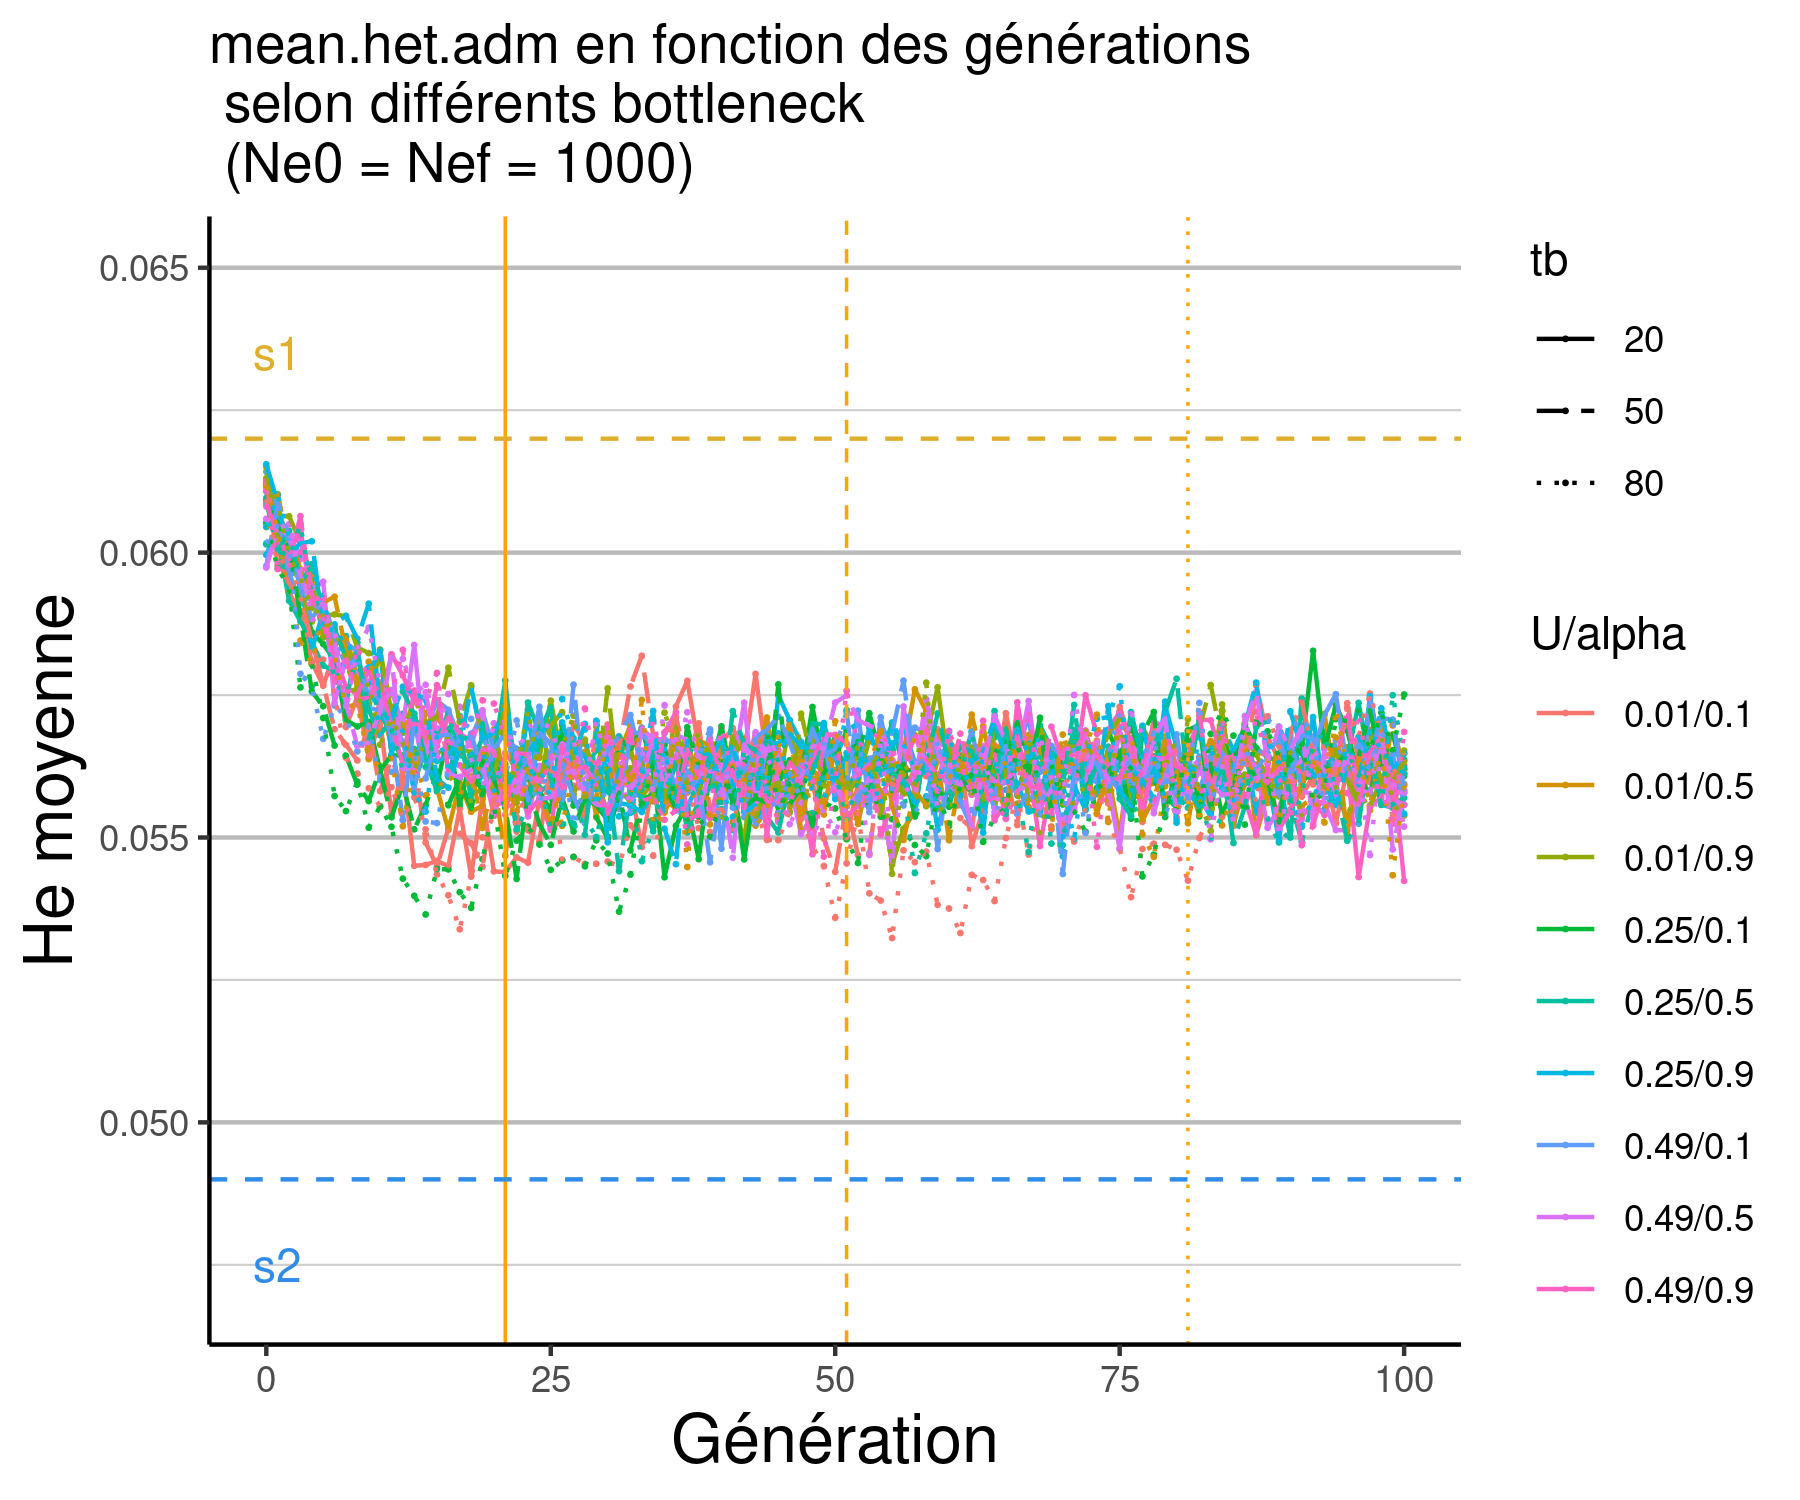 mean.het.adm en fonction des générations
selon différents bottleneck
(Ne0 = Nef = 1000)
0.065
0.060
0.055
0.050
He moyenne
s1
s2
0
25
50
75
100
Génération
tb
20
50
80
U/alpha
0.01/0.1
0.01/0.5
0.01/0.9
0.25/0.1
0.25/0.5
0.25/0.9
0.49/0.1
0.49/0.5
0.49/0.9